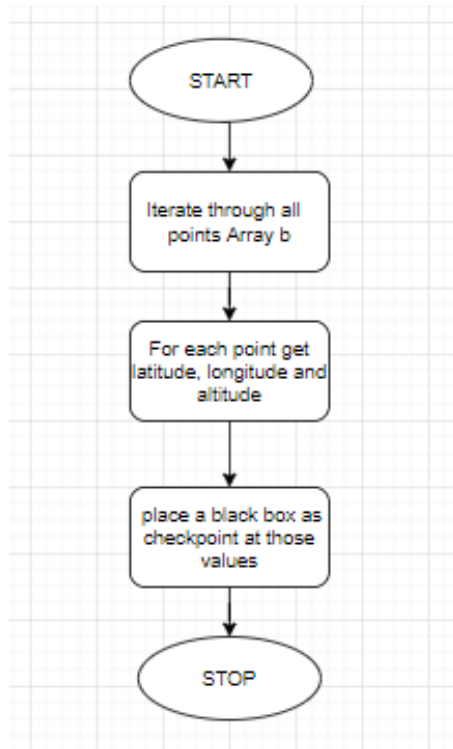 START
Iterate through all
points Array b
For each point get
latitude, longitude and
altitude
place a black box as
checkpoint at those
values
STOP